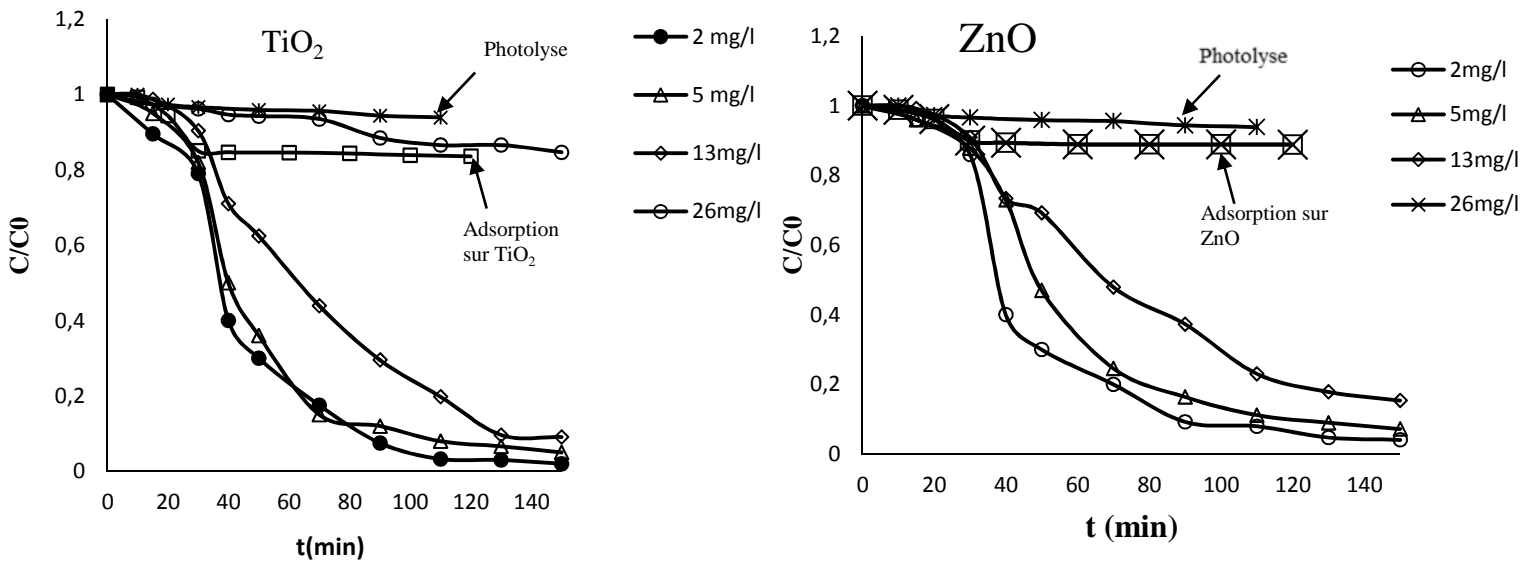 TiO2
Photolyse
Adsorption
sur TiO2
C/C0
1,2
1
0,8
0,6
0,4
0,2
0
0 20 40 60 80 100 120 140
t(min)
2 mg/l
5 mg/l
13mg/l
26mg/l
ZnO
Photolyse
Adsorption sur
ZnO
C/C0
1,2
1
0,8
0,6
0,4
0,2
0
0 20 40 60 80 100 120 140
t (min)
2mg/l
5mg/l
13mg/l
26mg/l